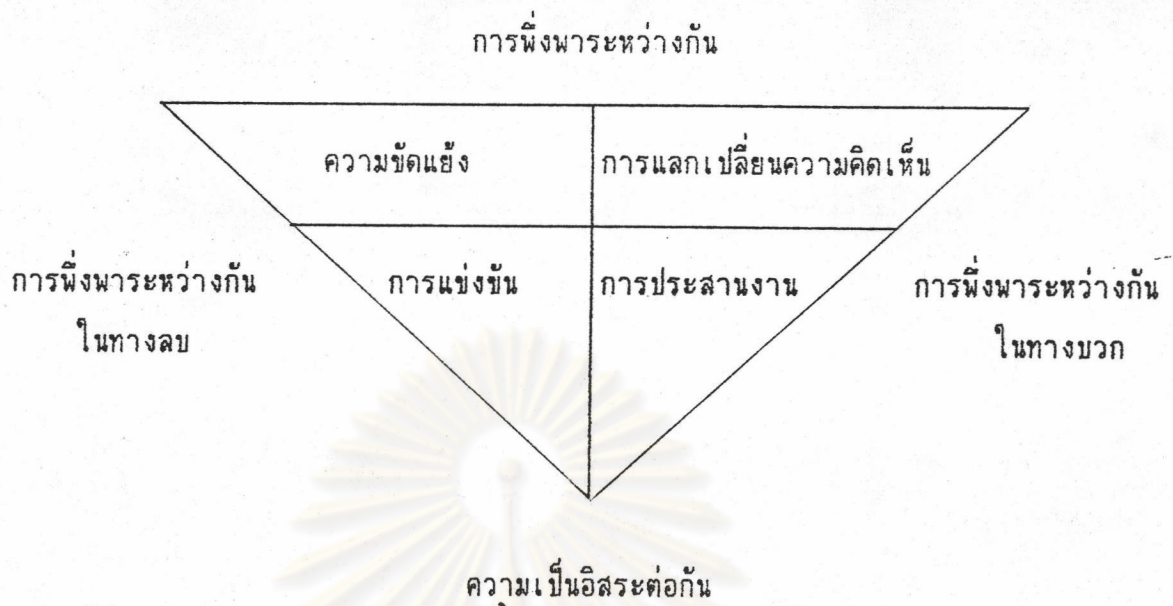 การพึ่งพาระหว่างกัน
ความขัดแย้ง
การแลกเปลี่ยนความคิดเห็น
การพึ่งพาระหว่างกัน
ในทางลบ
การแข่งขัน
การประสานงาน
การพึ่งพาระหว่างกัน
ในทางบวก
ความเป็นอิสระต่อกัน